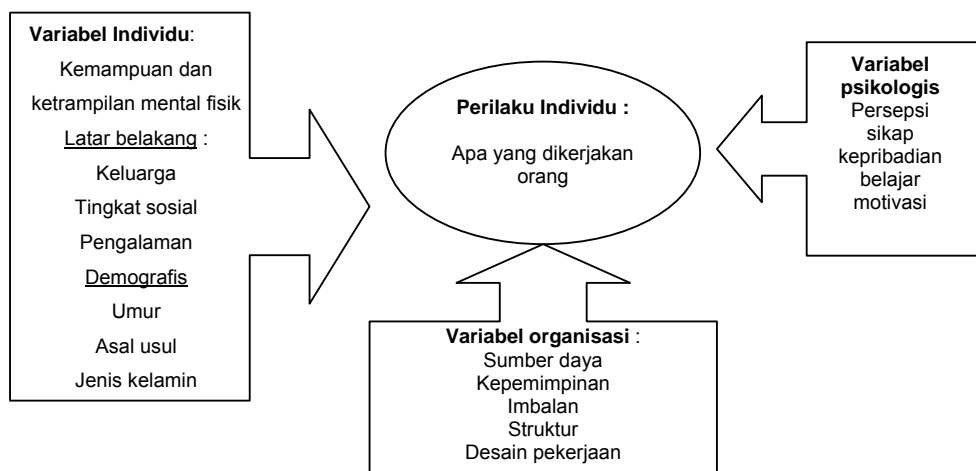 Variabel Individu:
Kemampuan dan
ketrampilan mental fisik
Latar belakang :
Keluarga
Tingkat sosial
Pengalaman
Demografis
Umur
Asal usul
Jenis kelamin
Perilaku Individu :
Apa yang dikerjakan
orang
Variabel
psikologis
Persepsi
sikap
kepribadian
belajar
motivasi
Variabel organisasi :
Sumber daya
Kepemimpinan
Imbalan
Struktur
Desain pekerjaan